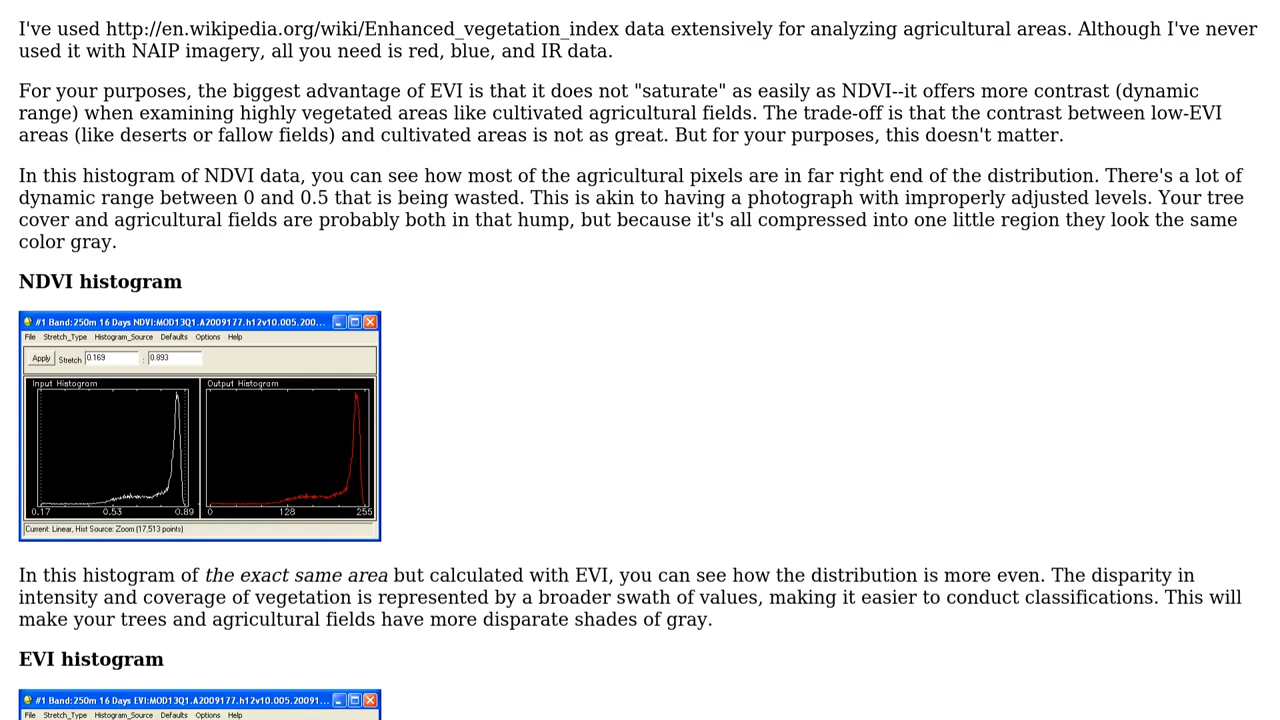 I've used http://en.wikipedia.org/wiki/Enhanced_vegetation_index data extensively for analyzing agricultural areas. Although I've never
used it with NAIP imagery, all you need is red, blue, and IR data.
For your purposes, the biggest advantage of EVI is that it does not "saturate" as easily as NDVI--it offers more contrast (dynamic
range) when examining highly vegetated areas like cultivated agricultural fields. The trade-off is that the contrast between low-EVI
areas (like deserts or fallow fields) and cultivated areas is not as great. But for your purposes, this doesn't matter.
In this histogram of NDVI data, you can see how most of the agricultural pixels are in far right end of the distribution. There's a lot of
dynamic range between 0 and 0.5 that is being wasted. This is akin to having a photograph with improperly adjusted levels. Your tree
cover and agricultural fields are probably both in that hump, but because it's all compressed into one little region they look the same
color gray.
NDVI histogram
#1 Band:250m 16 Days NDVI:MOD13Q1.A2009177.h12v10.005.200...
File Stretch_Type Histogram_Source Defaults Options Help
Apply Stretch 0.169 : 0.893
Input Histogram Output Histogram
0.17 0.53 0.89 0 128 255
Current: Linear, Hist Source: Zoom (17,513 points)
In this histogram of the exact same area but calculated with EVI, you can see how the distribution is more even. The disparity in
intensity and coverage of vegetation is represented by a broader swath of values, making it easier to conduct classifications. This will
make your trees and agricultural fields have more disparate shades of gray.
EVI histogram
#1 Band:250m 16 Days EVI:MOD13Q1.A2009177.h12v10.005.20091...
File Stretch_Type Histogram_Source Defaults Options Help